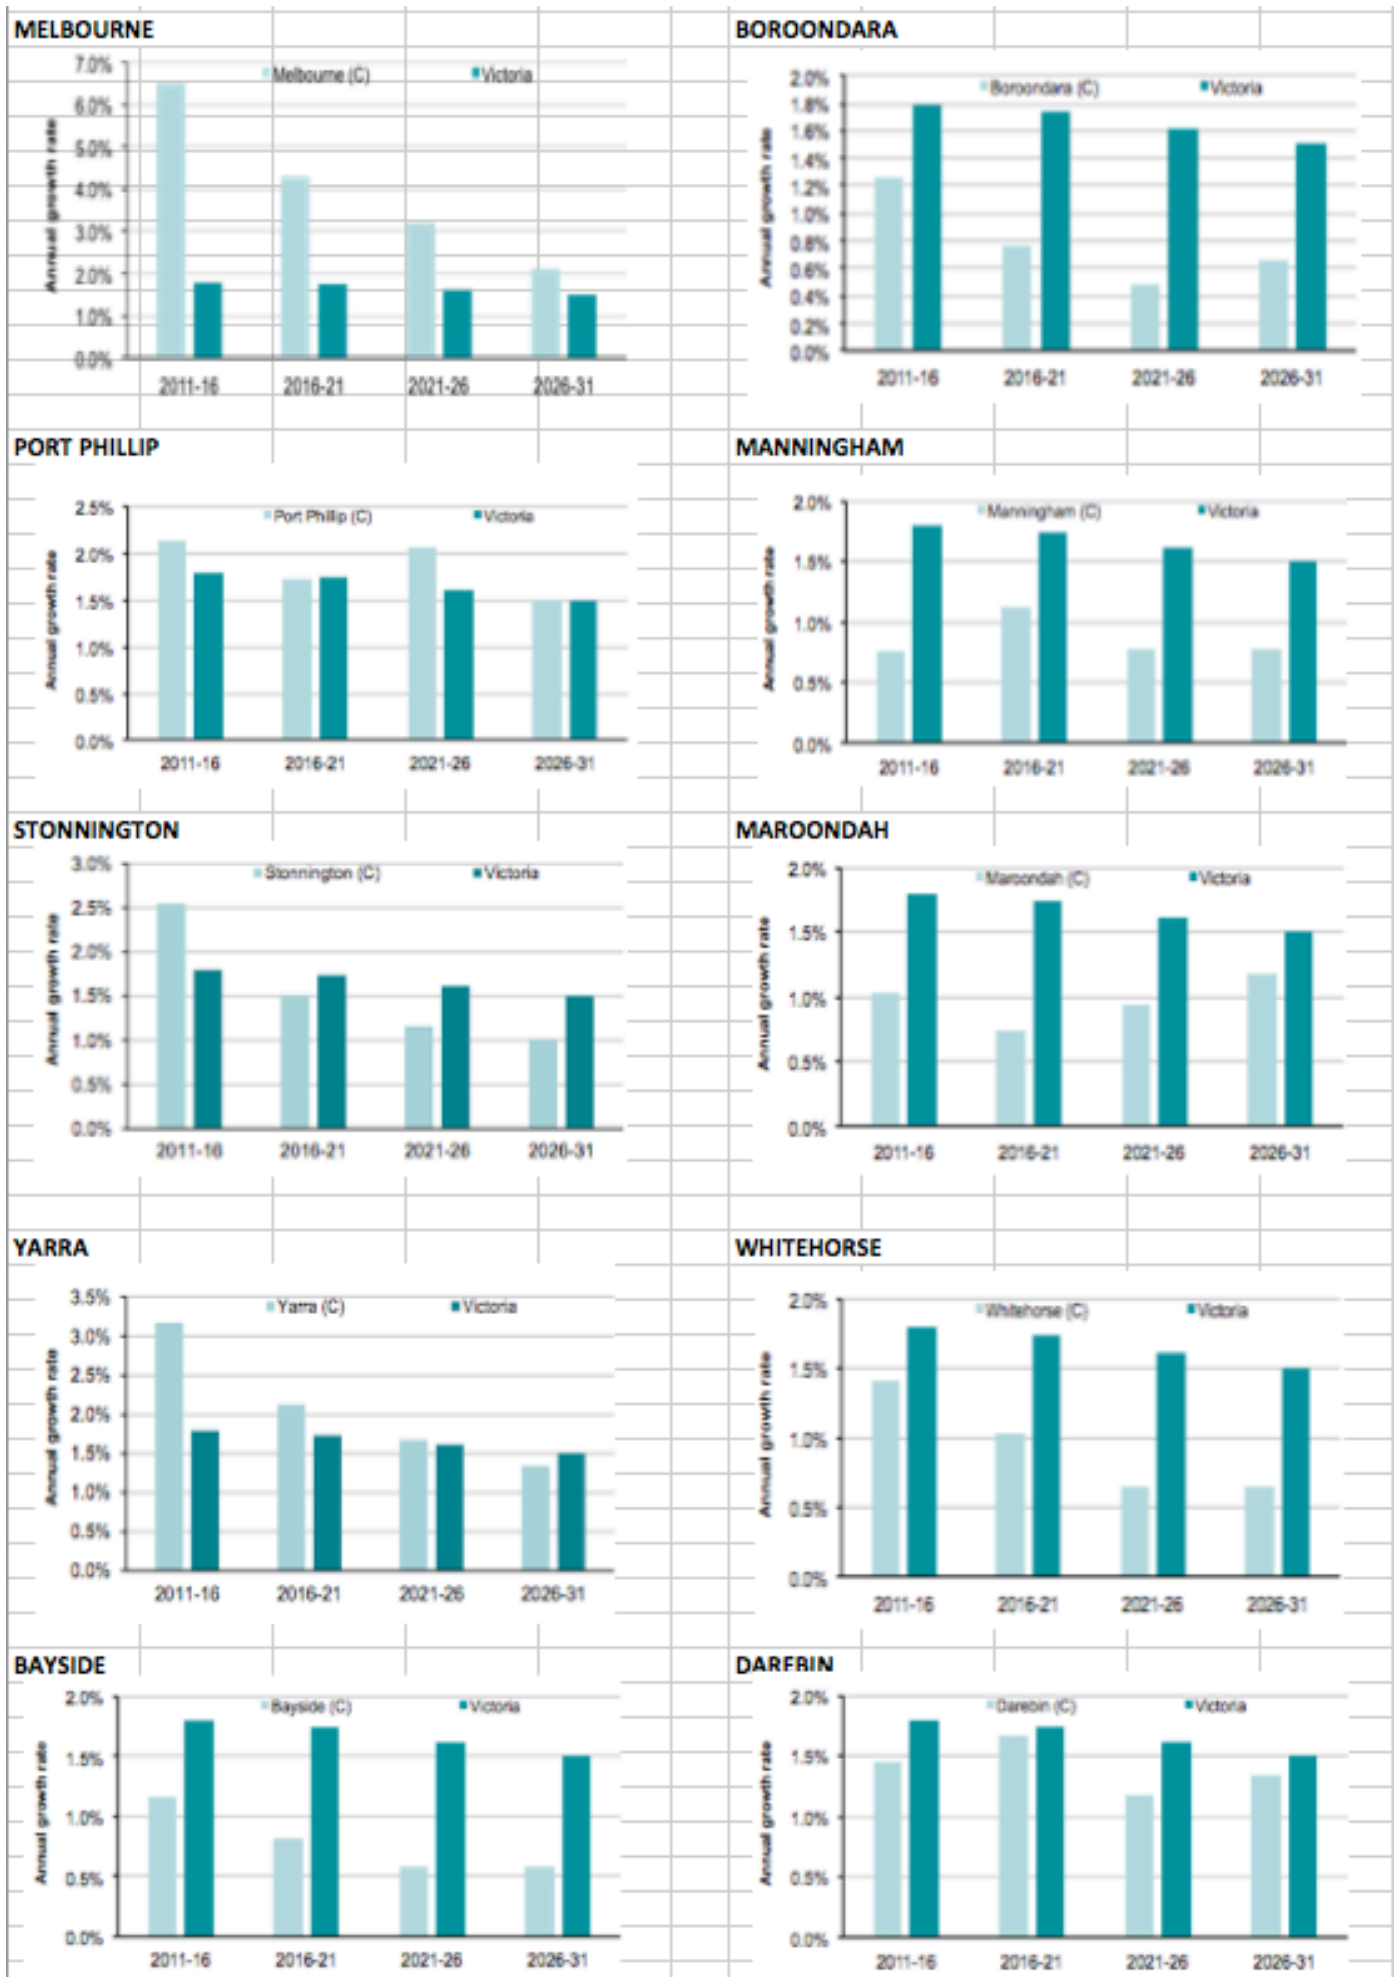 MELBOURNE
7.0%
6.0%
5.0%
4.0%
3.0%
2.0%
1.0%
0.0%
Annual growth rate
Melbourne (C) Victoria
2011-16 2016-21 2021-26 2026-31
BOROONDARA
2.0%
1.8%
1.6%
1.4%
1.2%
1.0%
0.8%
0.6%
0.4%
0.2%
0.0%
Annual growth rate
Boroondara (C) Victoria
2011-16 2016-21 2021-26 2026-31
PORT PHILLIP
2.5%
2.0%
1.5%
1.0%
0.5%
0.0%
Annual growth rate
Port Phillip (C) Victoria
2011-16 2016-21 2021-26 2026-31
MANNINGHAM
2.0%
1.5%
1.0%
0.5%
0.0%
Annual growth rate
Manningham (C) Victoria
2011-16 2016-21 2021-26 2026-31
STONNINGTON
3.0%
2.5%
2.0%
1.5%
1.0%
0.5%
0.0%
Annual growth rate
Stonnington (C) Victoria
2011-16 2016-21 2021-26 2026-31
MAROONDAH
2.0%
1.5%
1.0%
0.5%
0.0%
Annual growth rate
Maroondah (C) Victoria
2011-16 2016-21 2021-26 2026-31
YARRA
3.5%
3.0%
2.5%
2.0%
1.5%
1.0%
0.5%
0.0%
Annual growth rate
Yarra (C) Victoria
2011-16 2016-21 2021-26 2026-31
WHITEHORSE
2.0%
1.5%
1.0%
0.5%
0.0%
Annual growth rate
Whitehorse (C) Victoria
2011-16 2016-21 2021-26 2026-31
BAYSIDE
2.0%
1.5%
1.0%
0.5%
0.0%
Annual growth rate
Bayside (C) Victoria
2011-16 2016-21 2021-26 2026-31
DAREBIN
2.0%
1.5%
1.0%
0.5%
0.0%
Annual growth rate
Darebin (C) Victoria
2011-16 2016-21 2021-26 2026-31